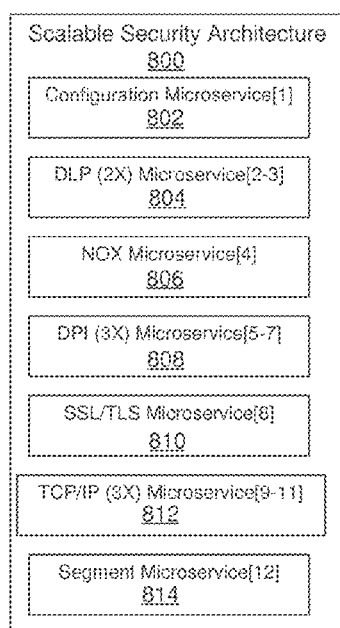 Scalable Security Architecture
800
Configuration Microservice[1]
802
DLP (2X) Microservice[2-3]
804
NOX Microservice[4]
806
DPI (3X) Microservice[5-7]
808
SSL/TLS Microservice[8]
810
TCP/IP (3X) Microservice[9-11]
812
Segment Microservice[12]
814